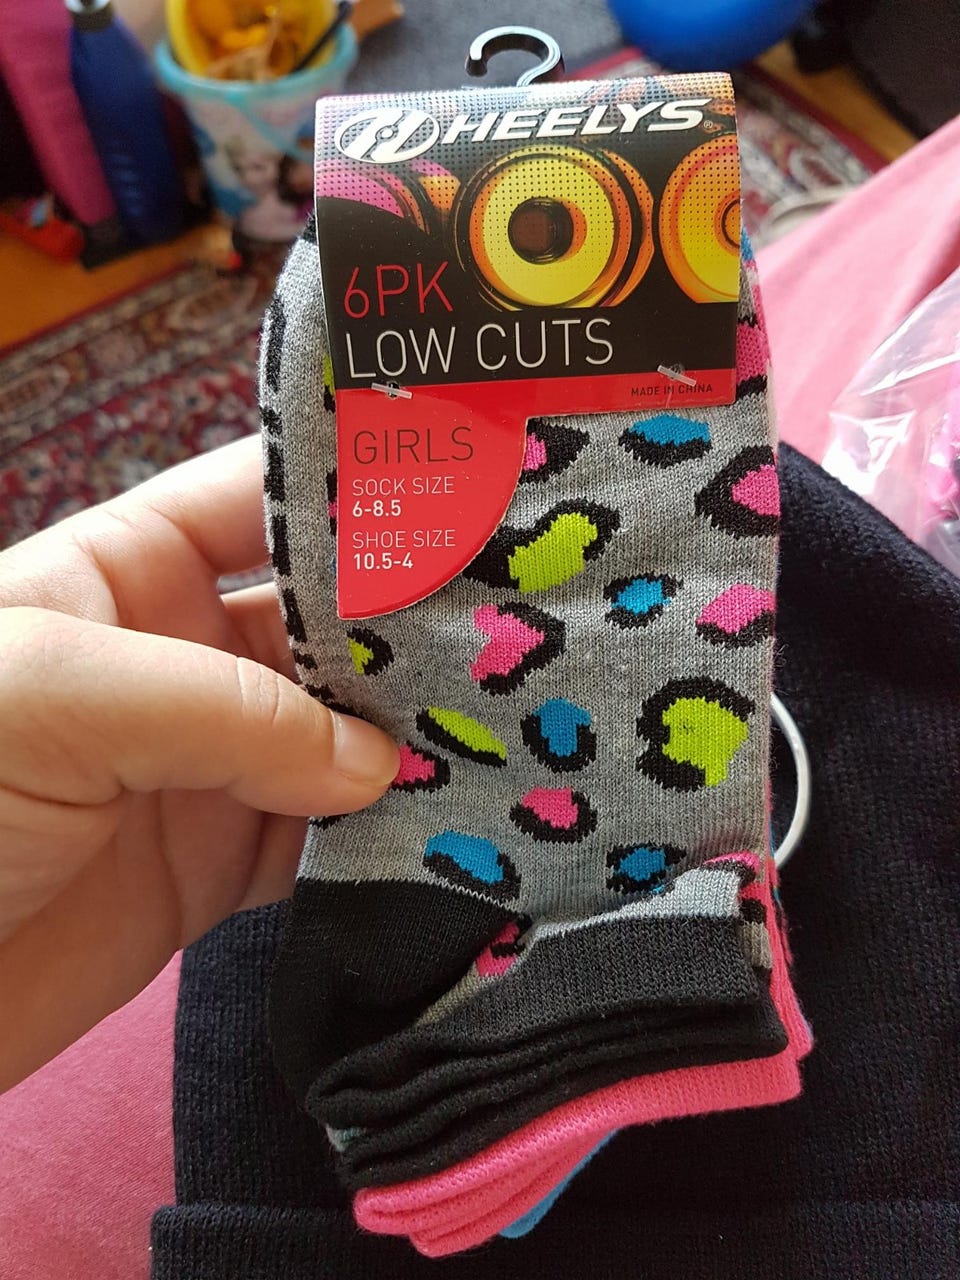 HEELYS
6PK
LOW CUTS
MADE IN CHINA
GIRLS
SOCK SIZE
6-8.5
SHOE SIZE
10.5-4